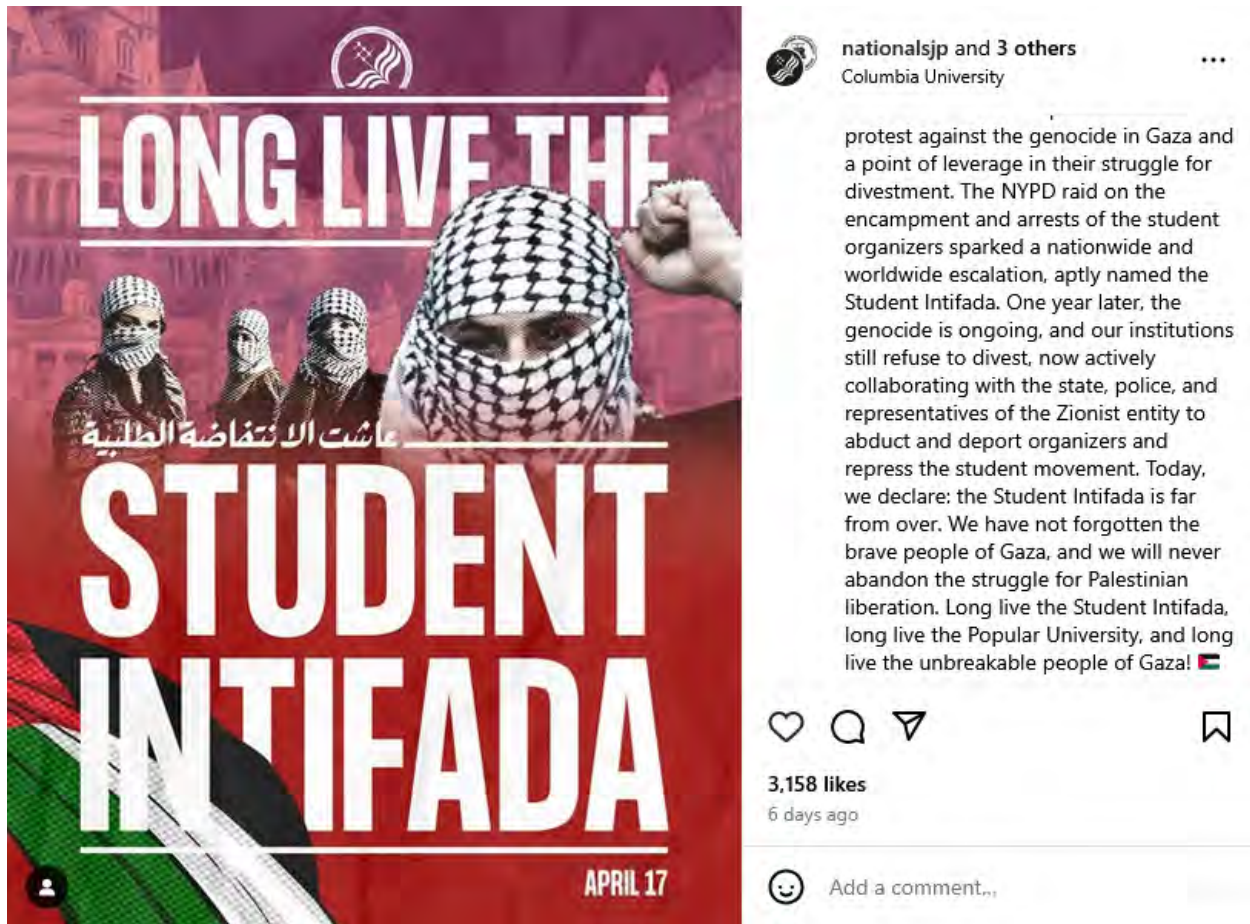 LONG LIVE THE
عاشت الانتفاضة الطلبية
STUDENT
INTIFADA
APRIL 17
nationalsjp and 3 others
Columbia University
protest against the genocide in Gaza and
a point of leverage in their struggle for
divestment. The NYPD raid on the
encampment and arrests of the student
organizers sparked a nationwide and
worldwide escalation, aptly named the
Student Intifada. One year later, the
genocide is ongoing, and our institutions
still refuse to divest, now actively
collaborating with the state, police, and
representatives of the Zionist entity to
abduct and deport organizers and
repress the student movement. Today,
we declare: the Student Intifada is far
from over. We have not forgotten the
brave people of Gaza, and we will never
abandon the struggle for Palestinian
liberation. Long live the Student Intifada,
long live the Popular University, and long
live the unbreakable people of Gaza! 🇵🇸
3,158 likes
6 days ago
Add a comment...